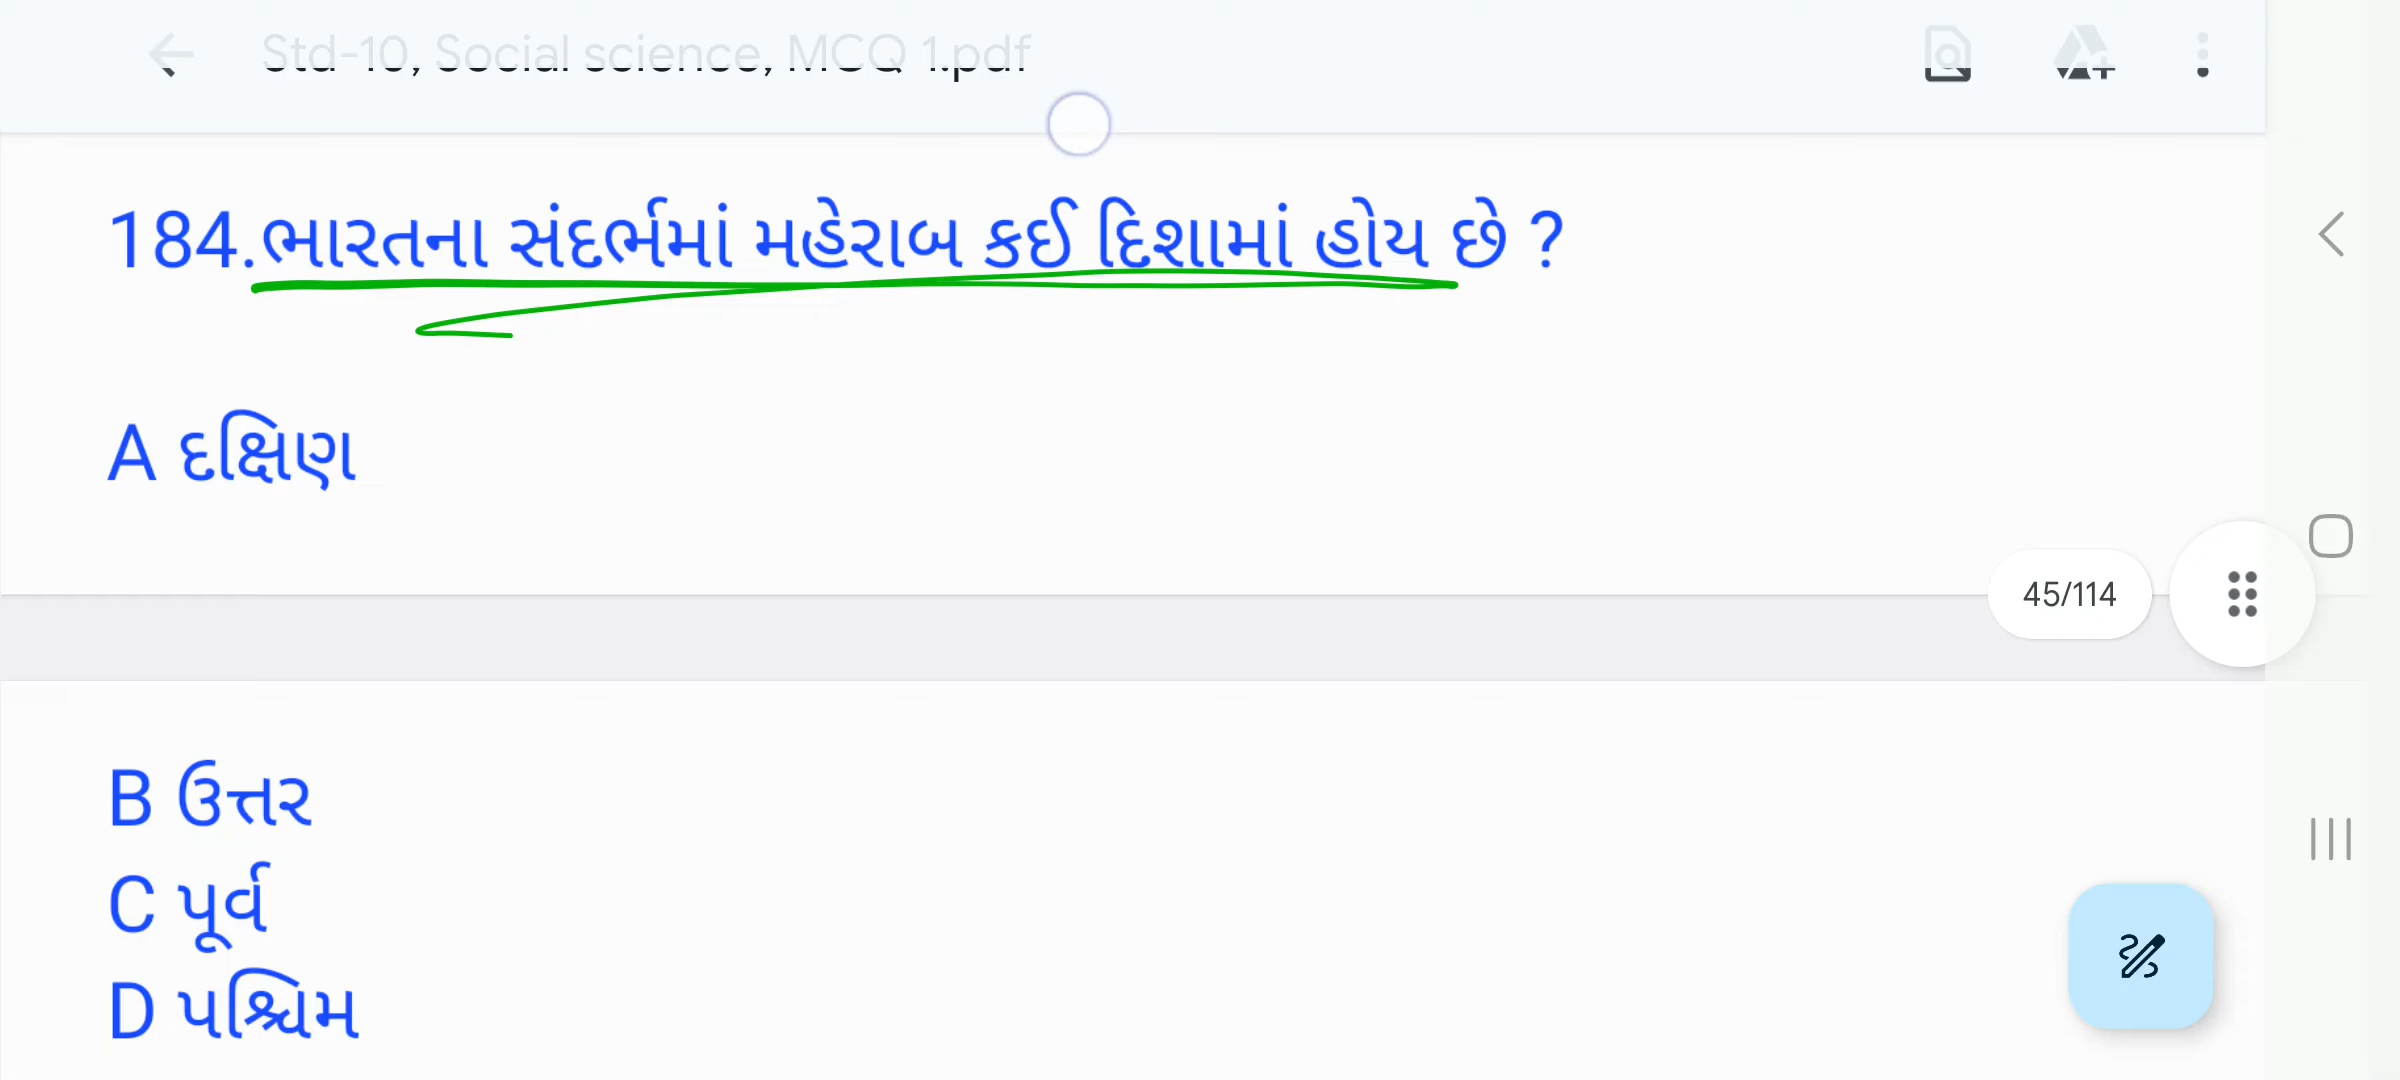 Std-10, Social science, MCQ 1.pdf
184.ભારતના સંદર્ભમાં મહેરાબ કઈ દિશામાં હોય છે ?
A દક્ષિણ
45/114
B ઉત્તર
C પૂર્વ
D પશ્ચિમ